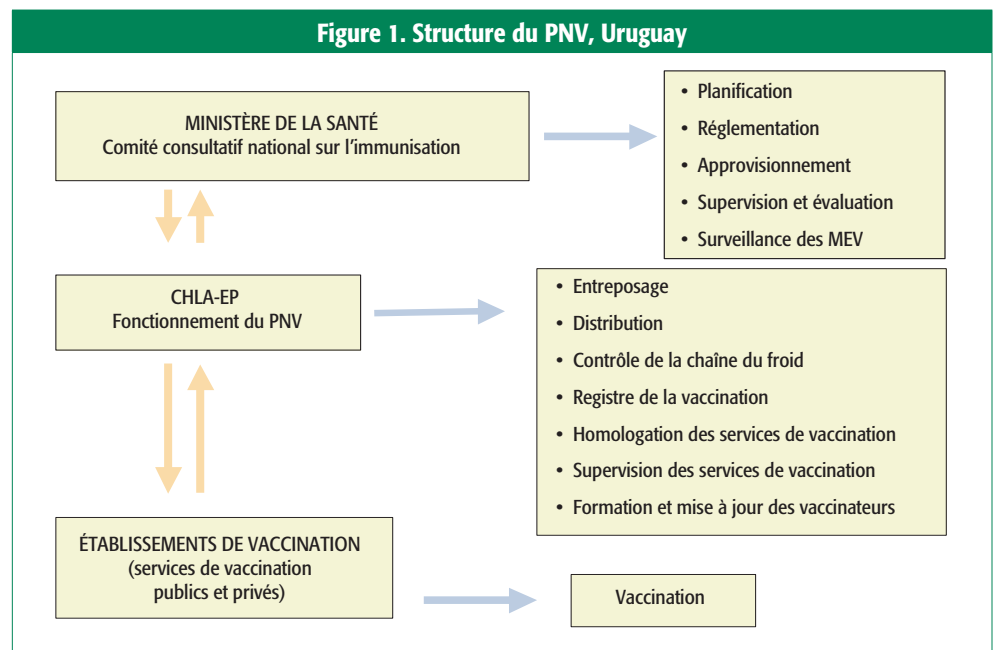 Figure 1. Structure du PNV, Uruguay
MINISTÈRE DE LA SANTÉ
Comité consultatif national sur l'immunisation
• Planification
• Réglementation
• Approvisionnement
• Supervision et évaluation
• Surveillance des MEV
CHLA-EP
Fonctionnement du PNV
• Entreposage
• Distribution
• Contrôle de la chaîne du froid
• Registre de la vaccination
• Homologation des services de vaccination
• Supervision des services de vaccination
• Formation et mise à jour des vaccinateurs
ÉTABLISSEMENTS DE VACCINATION
(services de vaccination
publics et privés)
Vaccination